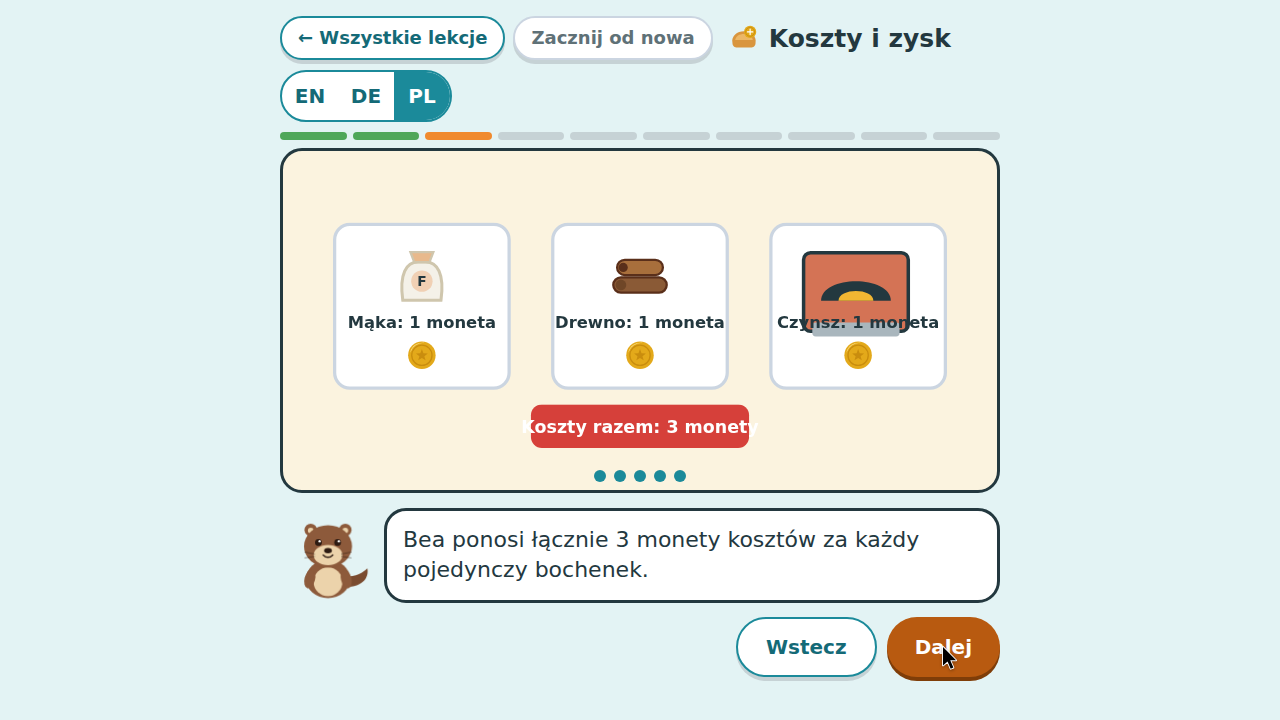 ← Wszystkie lekcje
Zacznij od nowa
Koszty i zysk
EN DE PL
F
Mąka: 1 moneta
Drewno: 1 moneta
Czynsz: 1 moneta
Koszty razem: 3 monety
Bea ponosi łącznie 3 monety kosztów za każdy
pojedynczy bochenek.
Wstecz
Dalej